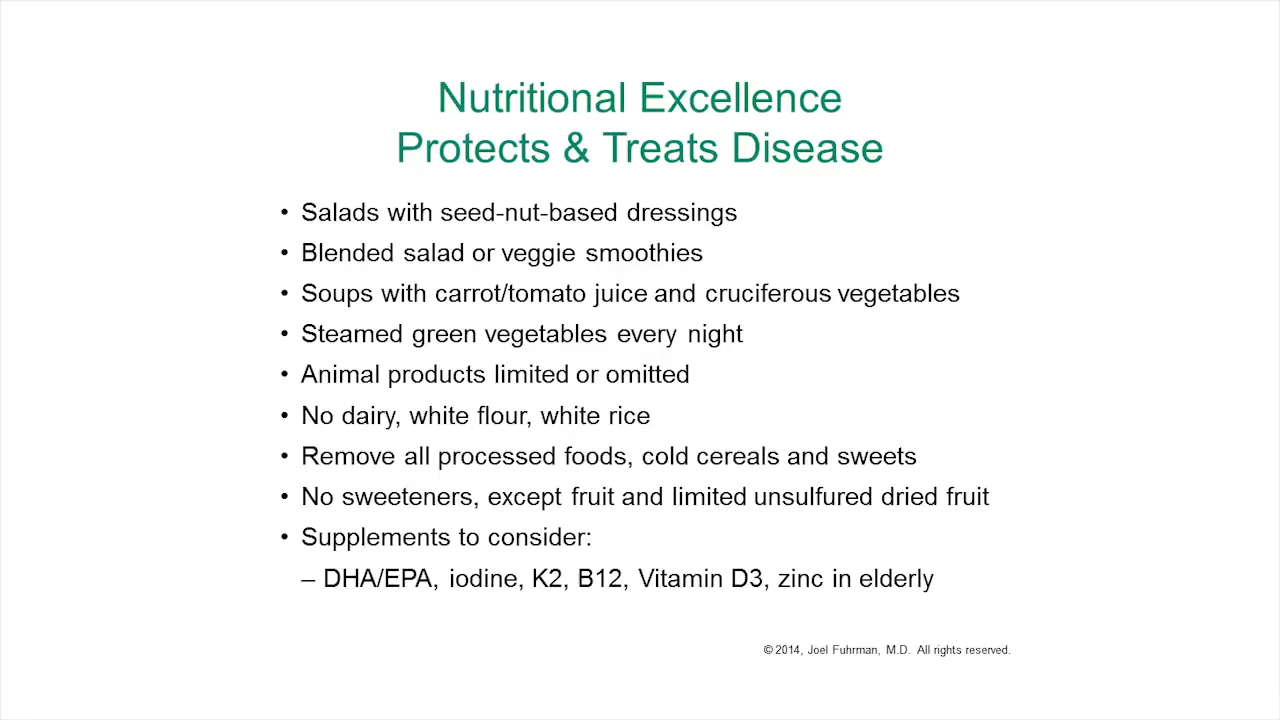 Nutritional Excellence
Protects & Treats Disease
• Salads with seed-nut-based dressings
• Blended salad or veggie smoothies
• Soups with carrot/tomato juice and cruciferous vegetables
• Steamed green vegetables every night
• Animal products limited or omitted
• No dairy, white flour, white rice
• Remove all processed foods, cold cereals and sweets
• No sweeteners, except fruit and limited unsulfured dried fruit
• Supplements to consider:
– DHA/EPA, iodine, K2, B12, Vitamin D3, zinc in elderly
© 2014, Joel Fuhrman, M.D. All rights reserved.